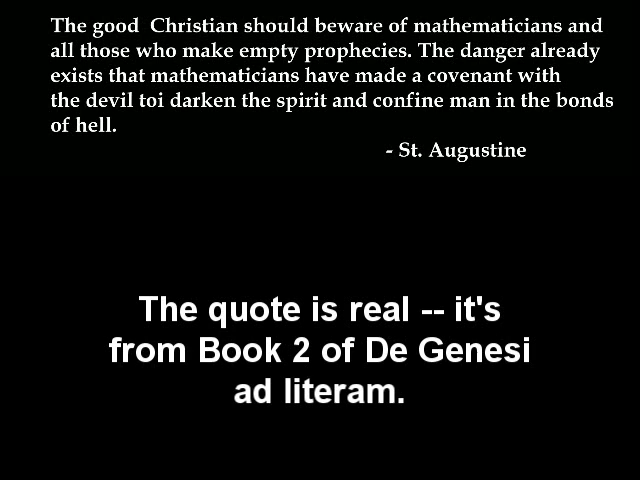 The good Christian should beware of mathematicians and
all those who make empty prophecies. The danger already
exists that mathematicians have made a covenant with
the devil toi darken the spirit and confine man in the bonds
of hell.
- St. Augustine
The quote is real -- it's
from Book 2 of De Genesi
ad literam.